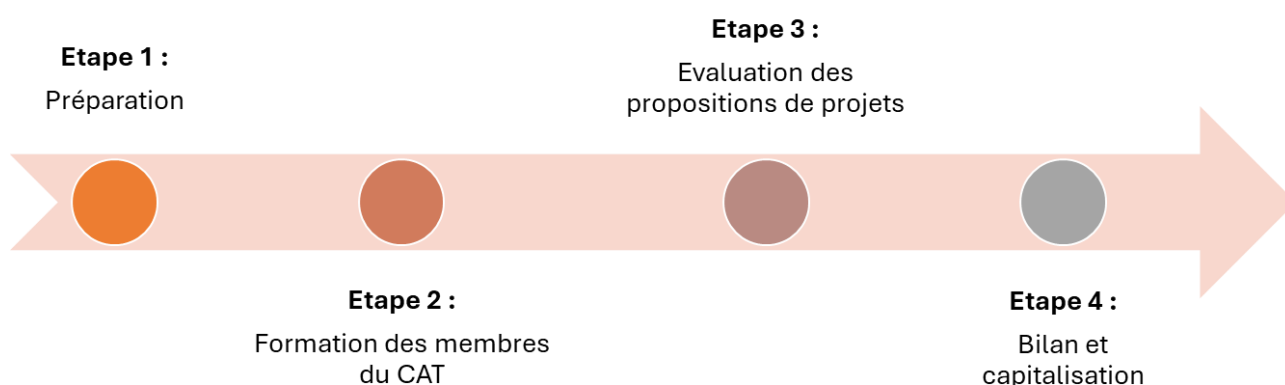 Etape 1 :
Préparation
Etape 2 :
Formation des membres
du CAT
Etape 3 :
Evaluation des
propositions de projets
Etape 4 :
Bilan et
capitalisation